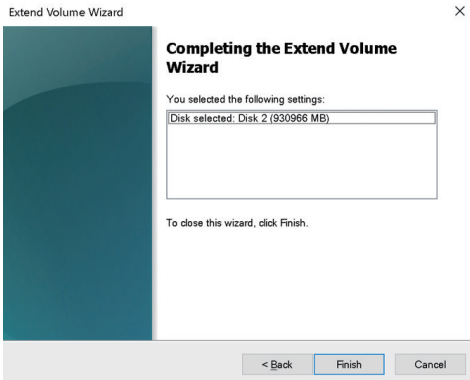 Extend Volume Wizard
Completing the Extend Volume
Wizard
You selected the following settings:
Disk selected: Disk 2 (930966 MB)
To close this wizard, click Finish.
< Back
Finish
Cancel